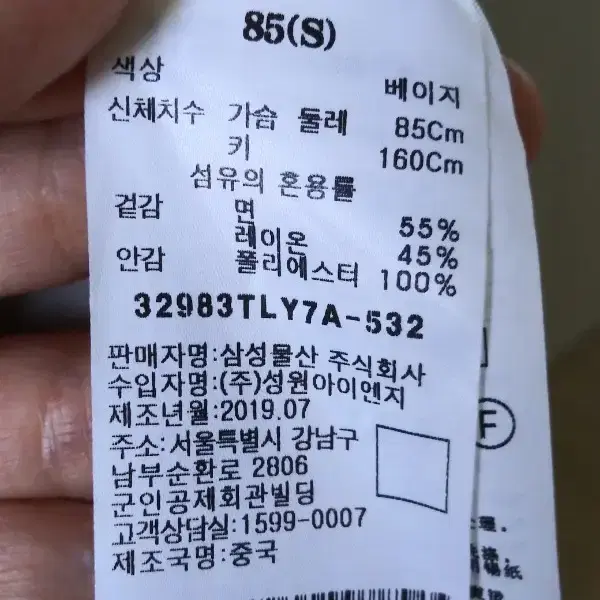 85(S)
색상 베이지
신체치수 가슴 둘레 85Cm
키 160Cm
섬유의 혼용률
겉감 면 55%
레이온 45%
안감 폴리에스터 100%
32983TLY7A-532
판매자명:삼성물산 주식회사
수입자명:(주)성원아이엔지
제조년월:2019.07
주소:서울특별시 강남구
남부순환로 2806
군인공제회관빌딩
고객상담실:1599-0007
제조국명:중국
F